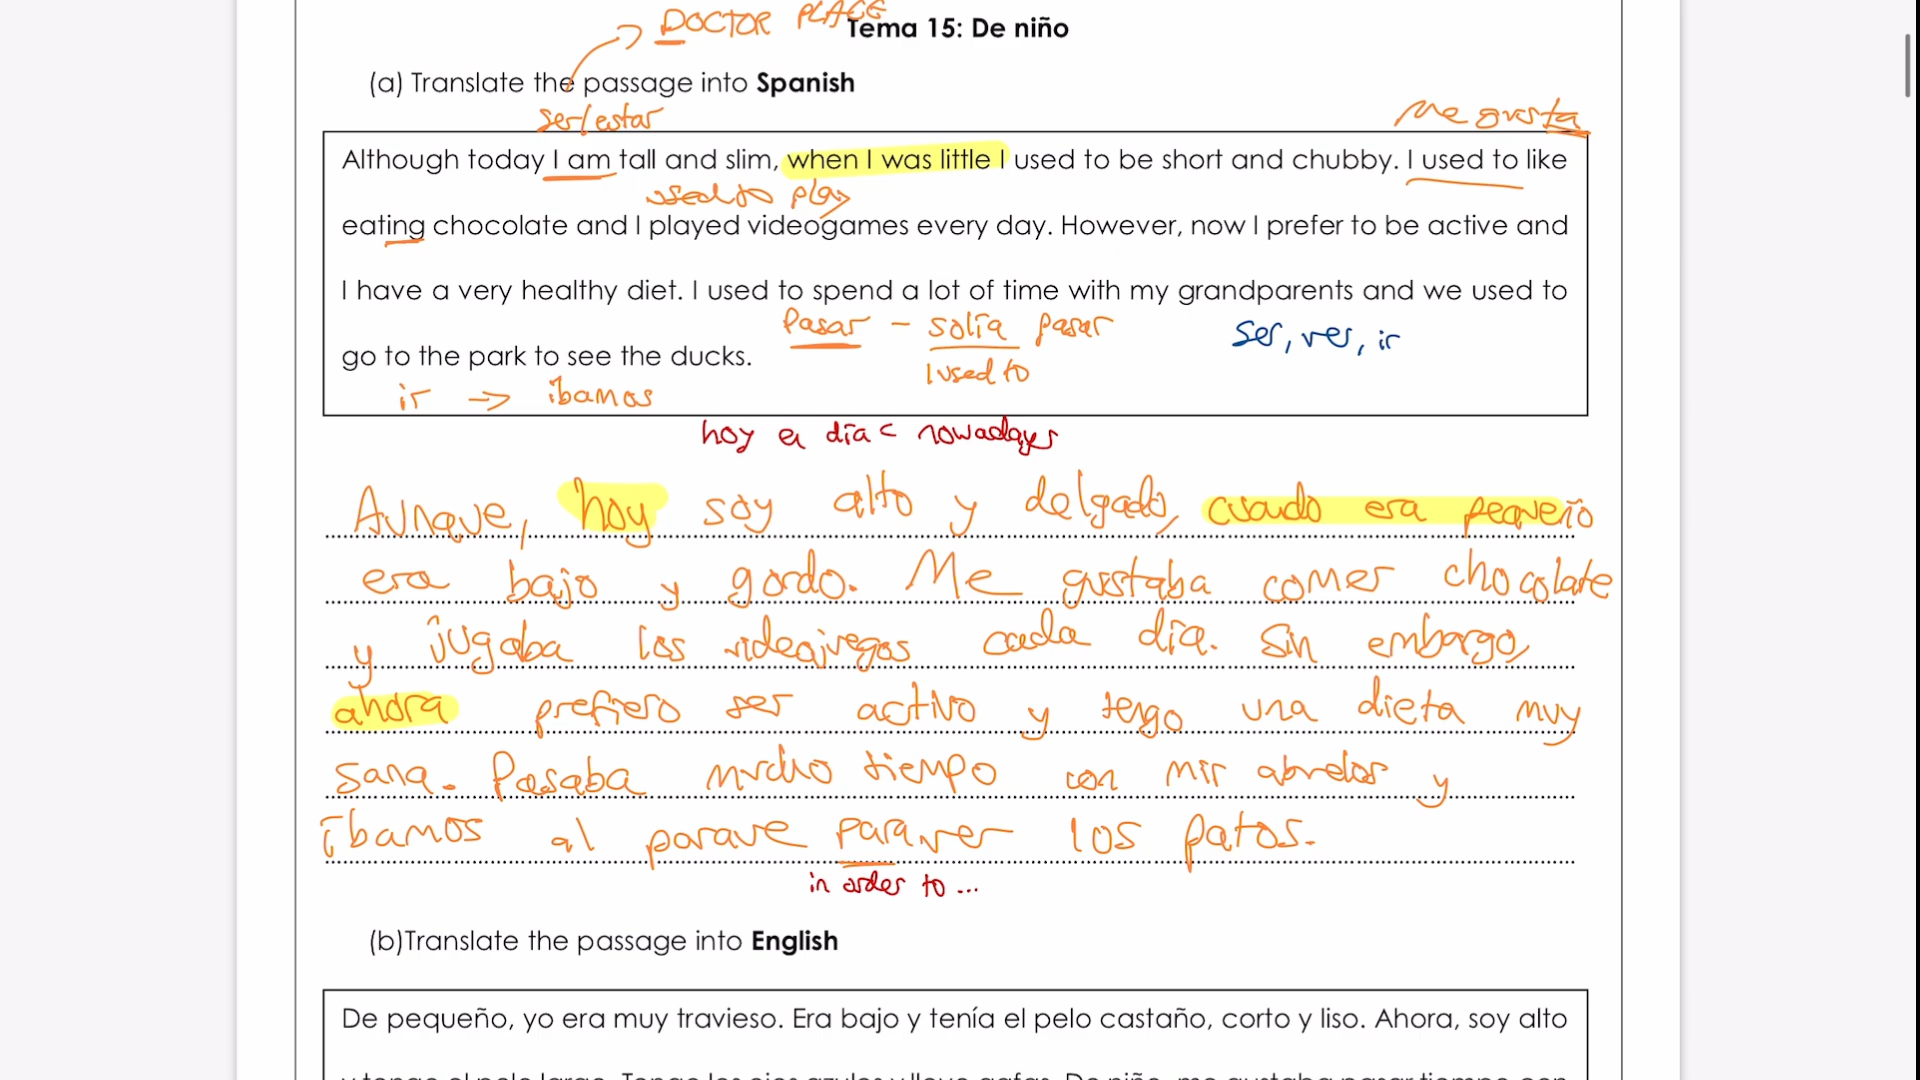 DOCTOR PLACE
Tema 15: De niño
(a) Translate the passage into Spanish
ser/estar
Me gusta
Although today I am tall and slim, when I was little I used to be short and chubby. I used to like
used to play
eating chocolate and I played videogames every day. However, now I prefer to be active and
I have a very healthy diet. I used to spend a lot of time with my grandparents and we used to
Pasar – solía pasar
ser, ver, ir
go to the park to see the ducks.
I used to
ir → íbamos
hoy en día < nowadays
Aunque, hoy soy alto y delgado, cuando era pequeño
era bajo y gordo. Me gustaba comer chocolate
y jugaba los videojuegos cada día. Sin embargo,
ahora prefiero ser activo y tengo una dieta muy
sana. Pasaba mucho tiempo con mis abuelos y
íbamos al parque para ver los patos.
in order to ...
(b)Translate the passage into English
De pequeño, yo era muy travieso. Era bajo y tenía el pelo castaño, corto y liso. Ahora, soy alto